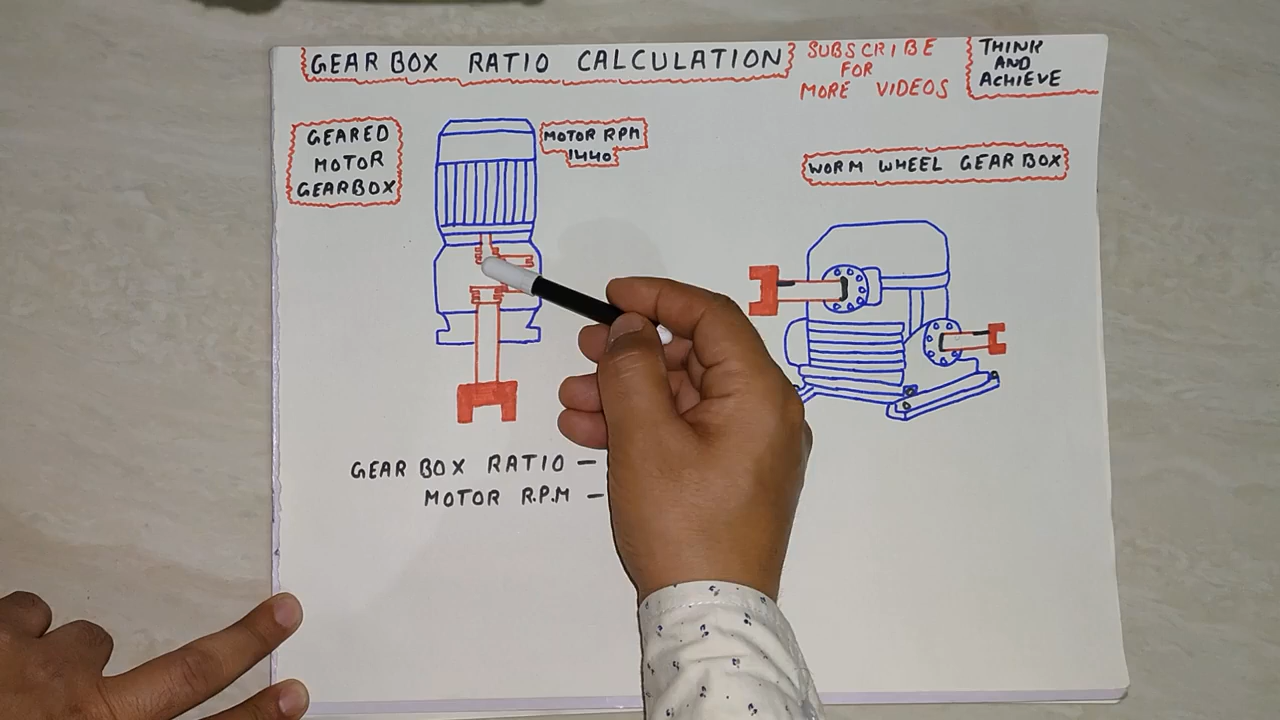 GEAR BOX RATIO CALCULATION
SUBSCRIBE
FOR
MORE VIDEOS
THINK
AND
ACHIEVE
GEARED
MOTOR
GEARBOX
MOTOR RPM
1440
WORM WHEEL GEAR BOX
GEAR BOX RATIO —
MOTOR R.P.M —